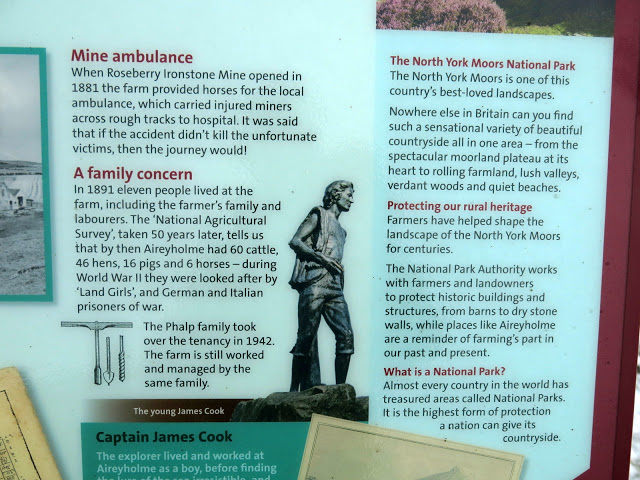 Mine ambulance
When Roseberry Ironstone Mine opened in
1881 the farm provided horses for the local
ambulance, which carried injured miners
across rough tracks to hospital. It was said
that if the accident didn't kill the unfortunate
victims, then the journey would!
A family concern
In 1891 eleven people lived at the
farm, including the farmer's family and
labourers. The 'National Agricultural
Survey', taken 50 years later, tells us
that by then Aireyholme had 60 cattle,
46 hens, 16 pigs and 6 horses – during
World War II they were looked after by
'Land Girls', and German and Italian
prisoners of war.
The Phalp family took
over the tenancy in 1942.
The farm is still worked
and managed by the
same family.
The young James Cook
Captain James Cook
The explorer lived and worked at
Aireyholme as a boy, before finding
the lure of the sea irresistible, and
The North York Moors National Park
The North York Moors is one of this
country's best-loved landscapes.
Nowhere else in Britain can you find
such a sensational variety of beautiful
countryside all in one area – from the
spectacular moorland plateau at its
heart to rolling farmland, lush valleys,
verdant woods and quiet beaches.
Protecting our rural heritage
Farmers have helped shape the
landscape of the North York Moors
for centuries.
The National Park Authority works
with farmers and landowners
to protect historic buildings and
structures, from barns to dry stone
walls, while places like Aireyholme
are a reminder of farming's part in
our past and present.
What is a National Park?
Almost every country in the world has
treasured areas called National Parks.
It is the highest form of protection
a nation can give its
countryside.